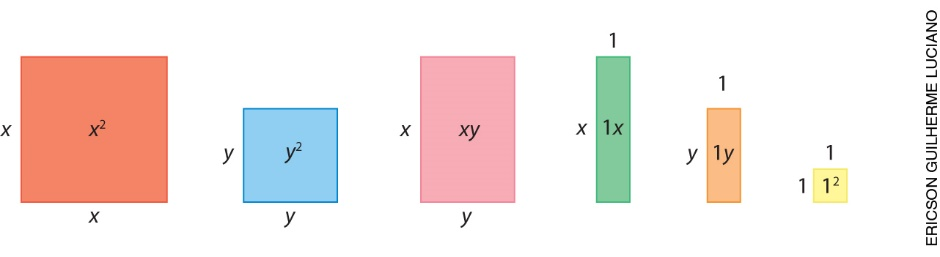 x
x²
x
y
y²
y
x
xy
y
1
x
1x
1
y
1y
1
1
1²
ERICSON GUILHERME LUCIANO